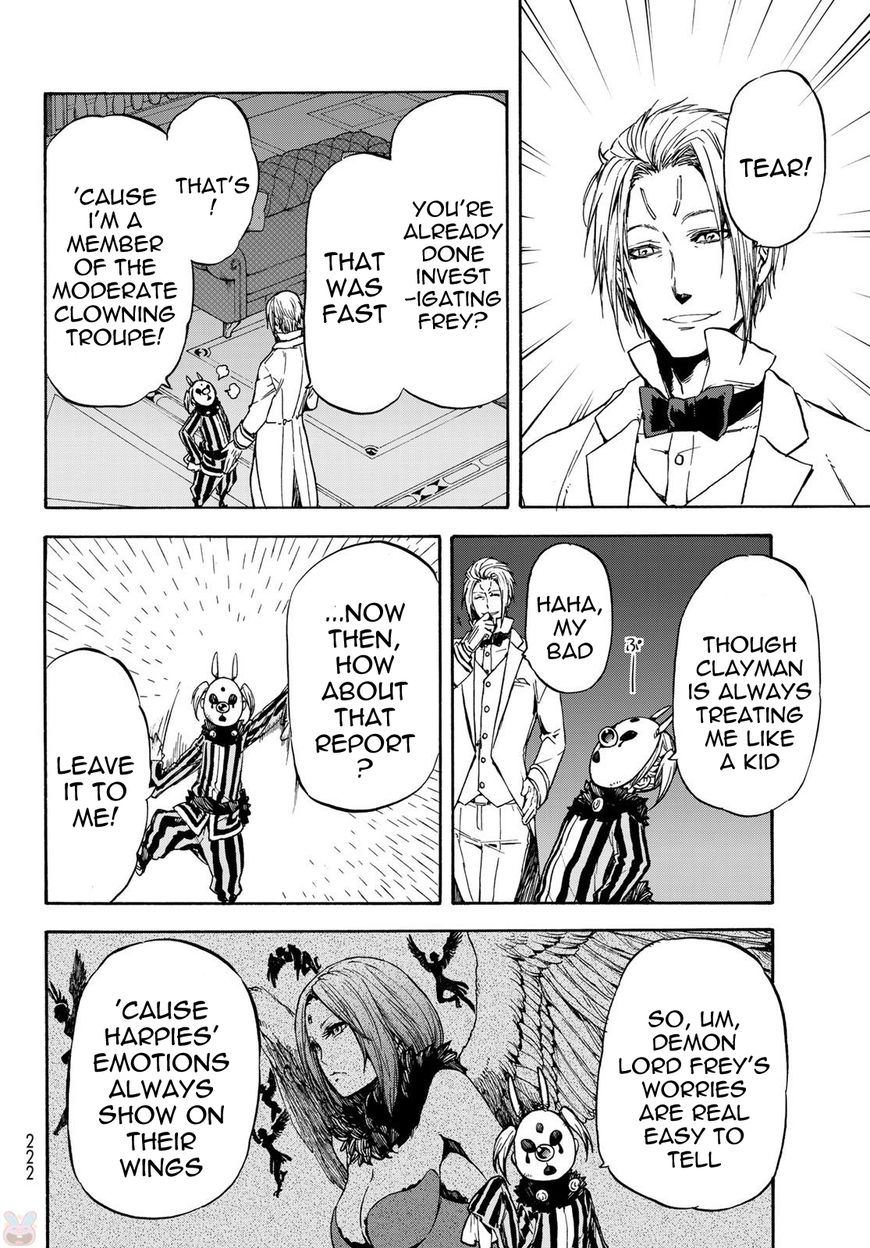 TEAR!
YOU'RE
ALREADY
DONE
INVEST
-IGATING
FREY?
THAT
WAS
FAST
THAT'S
!
'CAUSE
I'M A
MEMBER
OF THE
MODERATE
CLOWNING
TROUPE!
THOUGH
CLAYMAN
IS ALWAYS
TREATING
ME LIKE
A KID
ぷー
HAHA,
MY
BAD
...NOW
THEN,
HOW
ABOUT
THAT
REPORT
?
LEAVE
IT TO
ME!
SO, UM,
DEMON
LORD FREY'S
WORRIES
ARE REAL
EASY TO
TELL
'CAUSE
HARPIES'
EMOTIONS
ALWAYS
SHOW ON
THEIR
WINGS
222